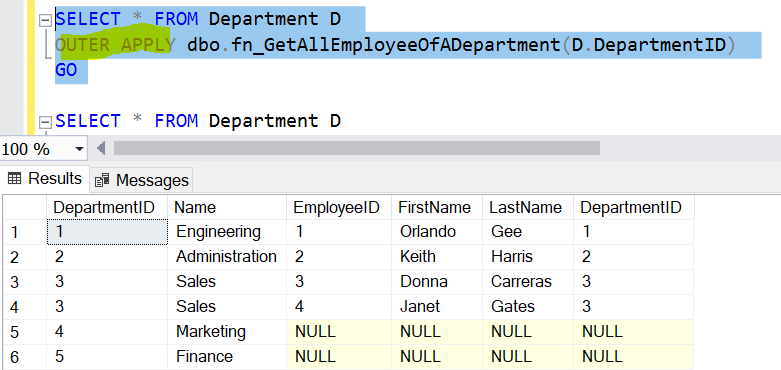 SELECT * FROM Department D
OUTER APPLY dbo.fn_GetAllEmployeeOfADepartment(D.DepartmentID)
GO
SELECT * FROM Department D
100 %
Results Messages
DepartmentID Name EmployeeID FirstName LastName DepartmentID
1 1 Engineering 1 Orlando Gee 1
2 2 Administration 2 Keith Harris 2
3 3 Sales 3 Donna Carreras 3
4 3 Sales 4 Janet Gates 3
5 4 Marketing NULL NULL NULL NULL
6 5 Finance NULL NULL NULL NULL